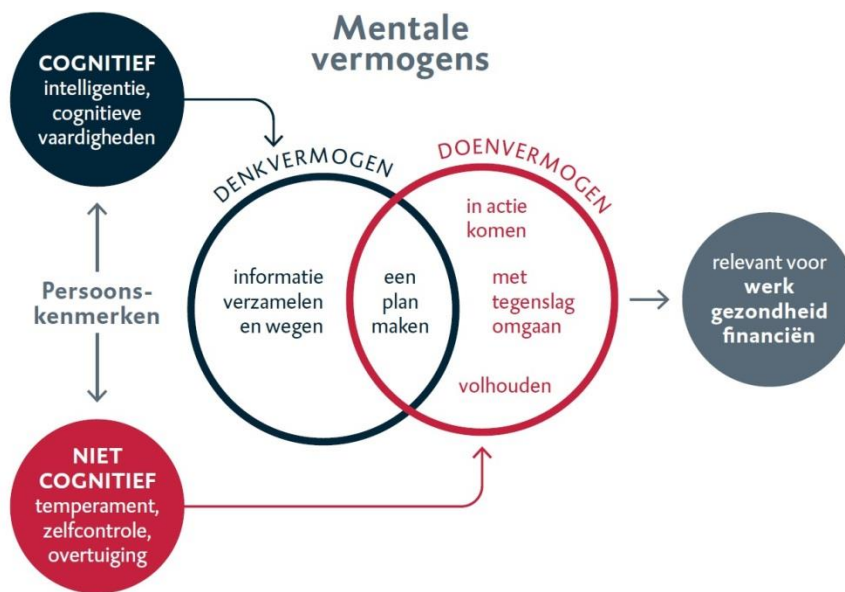 Mentale
vermogens
COGNITIEF
intelligentie,
cognitieve
vaardigheden
Persoons-
kenmerken
NIET
COGNITIEF
temperament,
zelfcontrole,
overtuiging
DENKVERMOGEN
informatie
verzamelen
en wegen
een
plan
maken
DOENVERMOGEN
in actie
komen
met
tegenslag
omgaan
volhouden
relevant voor
werk
gezondheid
financiën